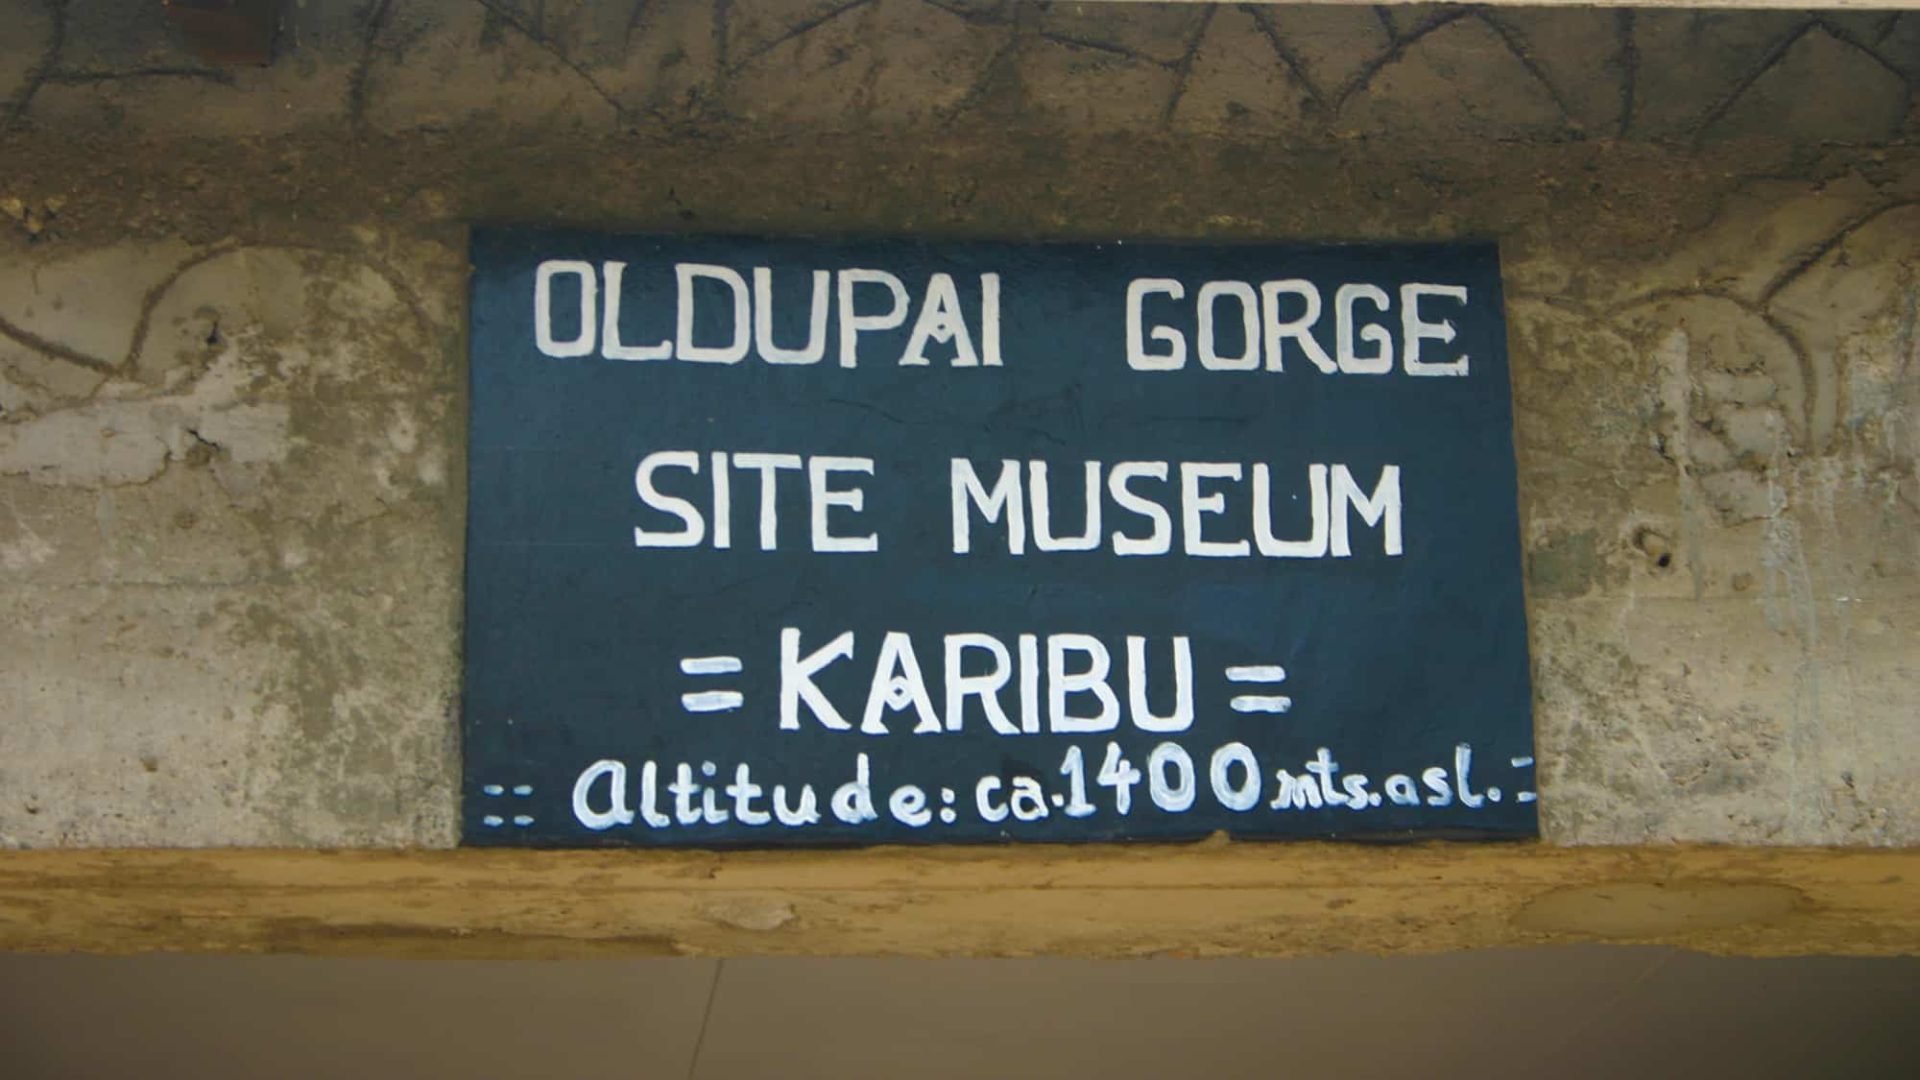 OLDUPAI GORGE
SITE MUSEUM
= KARIBU =
:: Altitude: ca. 1400 mts. asl. :